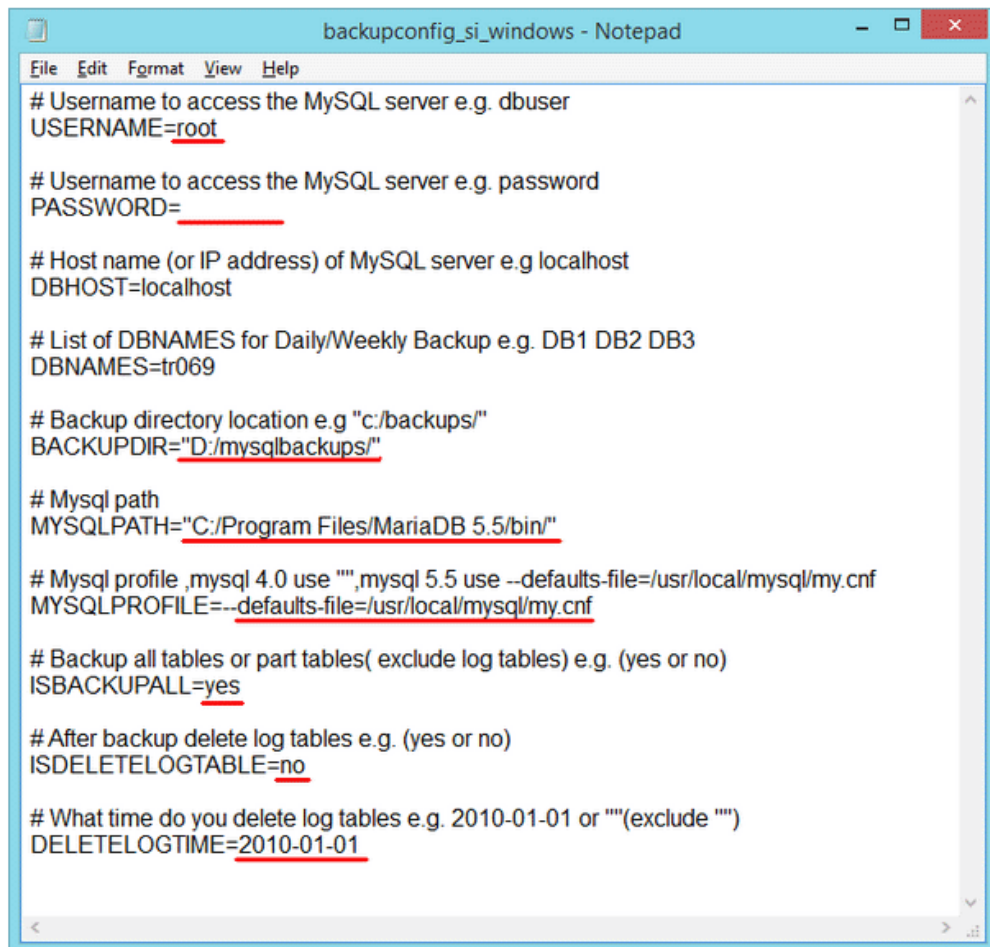 backupconfig_si_windows - Notepad
File Edit Format View Help
# Username to access the MySQL server e.g. dbuser
USERNAME=root
# Username to access the MySQL server e.g. password
PASSWORD=
# Host name (or IP address) of MySQL server e.g localhost
DBHOST=localhost
# List of DBNAMES for Daily/Weekly Backup e.g. DB1 DB2 DB3
DBNAMES=tr069
# Backup directory location e.g "c:/backups/"
BACKUPDIR="D:/mysqlbackups/"
# Mysql path
MYSQLPATH="C:/Program Files/MariaDB 5.5/bin/"
# Mysql profile ,mysql 4.0 use "",mysql 5.5 use --defaults-file=/usr/local/mysql/my.cnf
MYSQLPROFILE=--defaults-file=/usr/local/mysql/my.cnf
# Backup all tables or part tables( exclude log tables) e.g. (yes or no)
ISBACKUPALL=yes
# After backup delete log tables e.g. (yes or no)
ISDELETELOGTABLE=no
# What time do you delete log tables e.g. 2010-01-01 or ""(exclude "")
DELETELOGTIME=2010-01-01